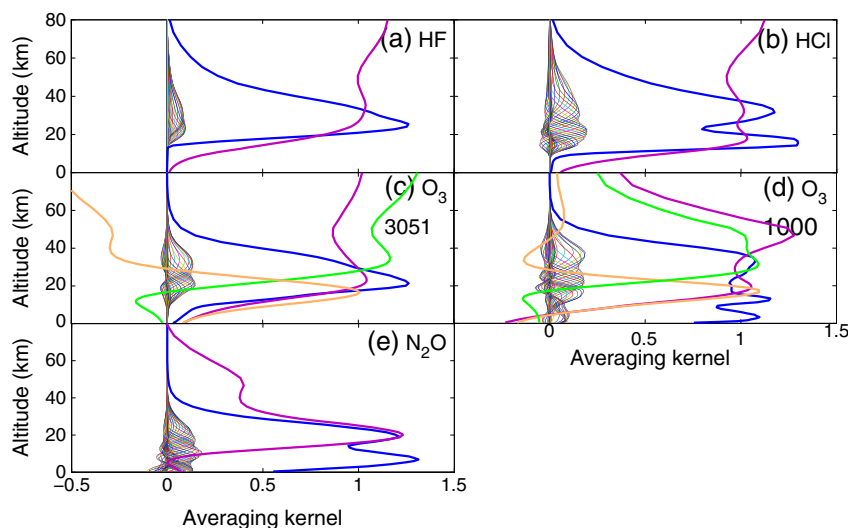 80
60
40
20
0
Altitude (km)
(a) HF
(b) HCl
60
40
20
0
Altitude (km)
(c) O3
3051
(d) O3
1000
0
0.5
1
1.5
Averaging kernel
60
40
20
0
Altitude (km)
(e) N2O
−0.5
0
0.5
1
1.5
Averaging kernel